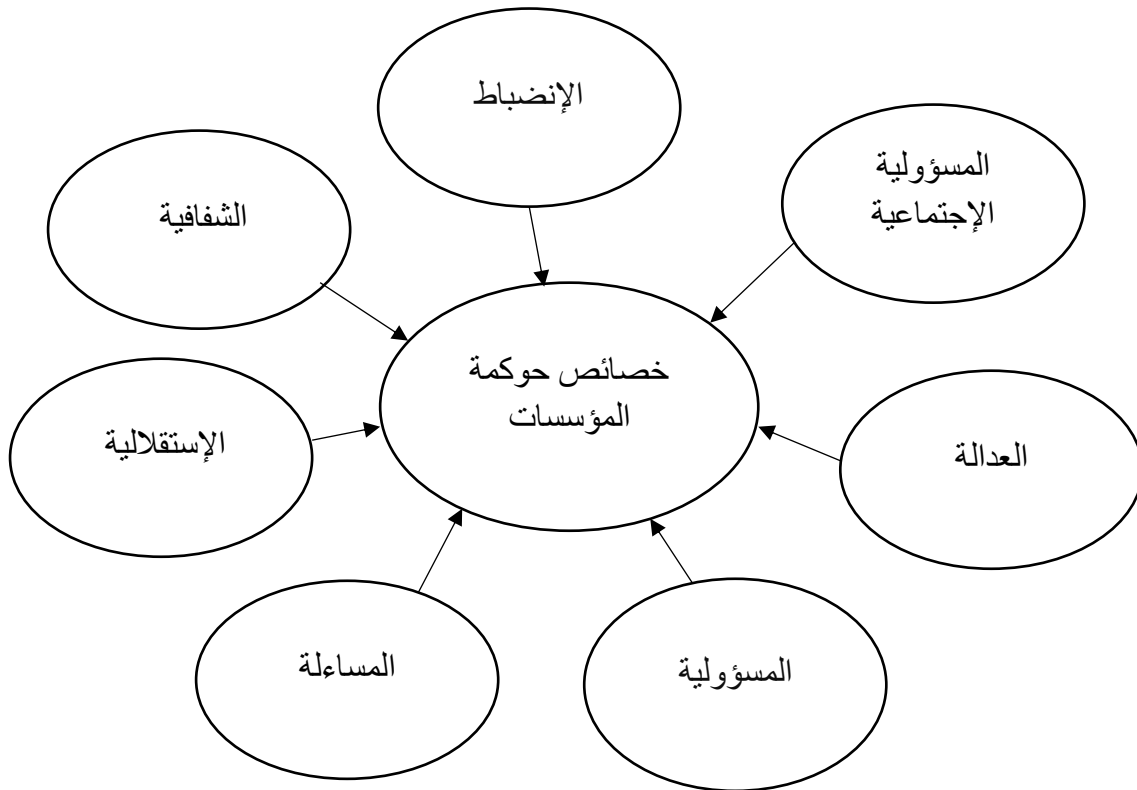 الإنضباط
المسؤولية
الإجتماعية
الشفافية
خصائص حوكمة
المؤسسات
العدالة
الإستقلالية
المسؤولية
المساءلة